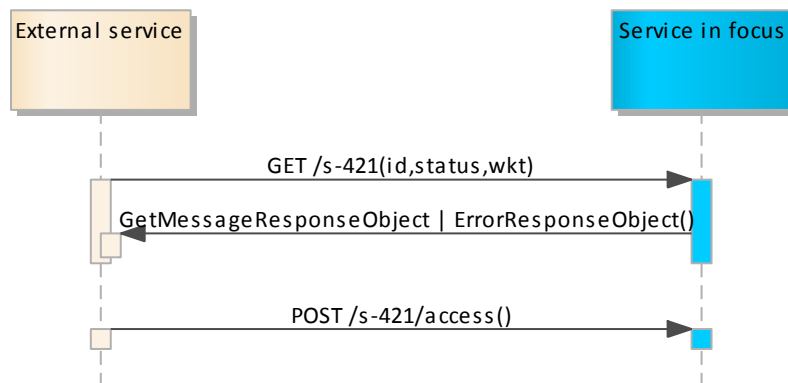 External service
Service in focus
GET /s-421(id,status,wkt)
GetMessageResponseObject | ErrorResponseObject()
POST /s-421/access()